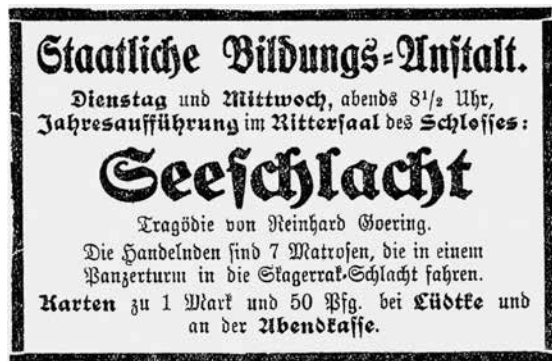 Staatliche Bildungs-Anstalt.
Dienstag und Mittwoch, abends 8 1/2 Uhr,
Jahresaufführung im Rittersaal des Schlosses:
Seeschlacht
Tragödie von Reinhard Goering.
Die Handelnden sind 7 Matrosen, die in einem
Panzerturm in die Skagerrak-Schlacht fahren.
Karten zu 1 Mark und 50 Pfg. bei Lüdtke und
an der Abendkasse.